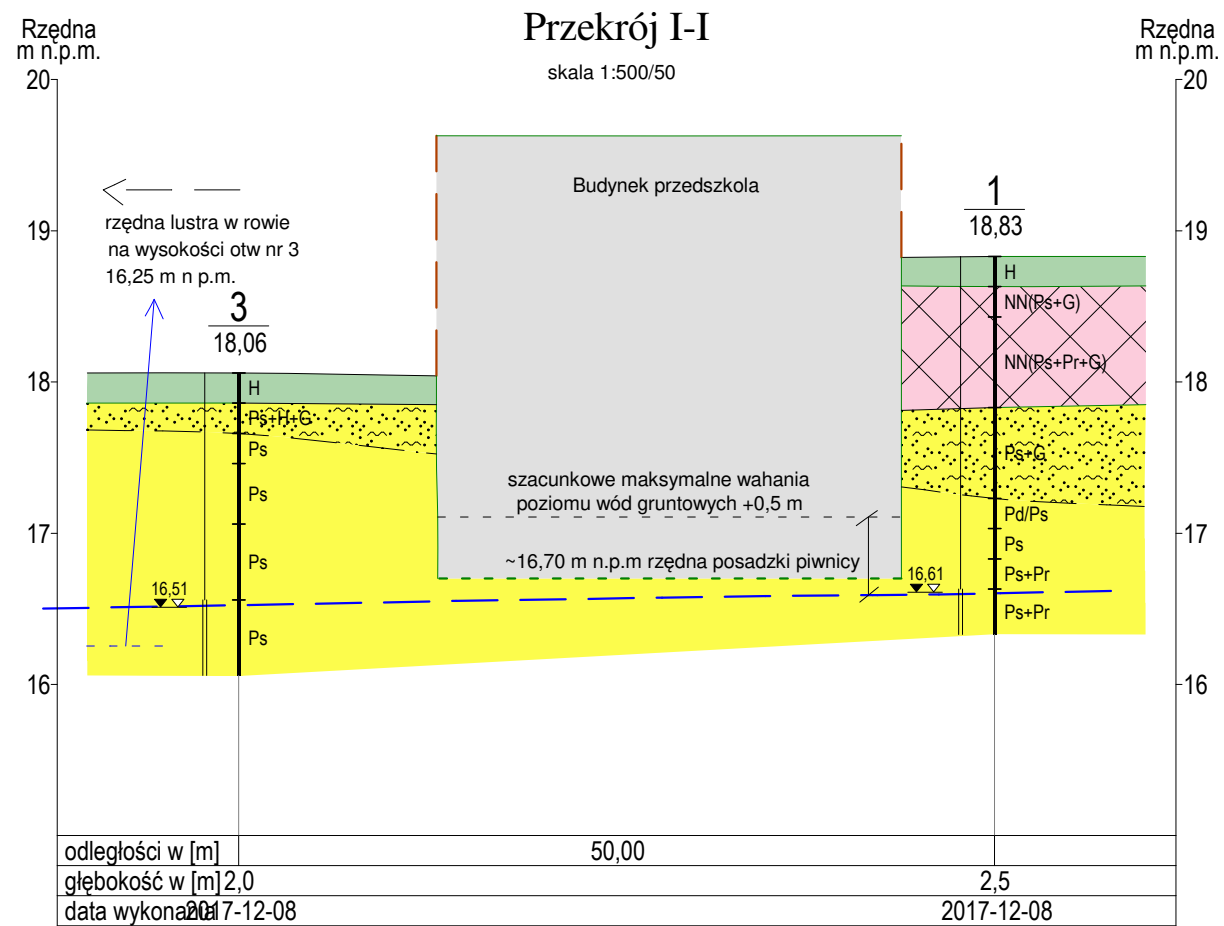 Przekrój I-I
skala 1:500/50
Rzędna
m n.p.m.
Rzędna
m n.p.m.
20
20
Budynek przedszkola
1
18,83
rzędna lustra w rowie
na wysokości otw nr 3
16,25 m n p.m.
19
19
H
NN(Ps+G)
3
18,06
NN(Ps+Pr+G)
18
18
H
Ps+H+G
Ps
Ps+G
szacunkowe maksymalne wahania
poziomu wód gruntowych +0,5 m
Ps
Pd/Ps
17
17
Ps
~16,70 m n.p.m rzędna posadzki piwnicy
Ps
16,51
16,61
Ps+Pr
Ps
Ps+Pr
16
16
odległości w [m]
50,00
głębokość w [m] 2,0
2,5
data wykonania 2017-12-08
2017-12-08